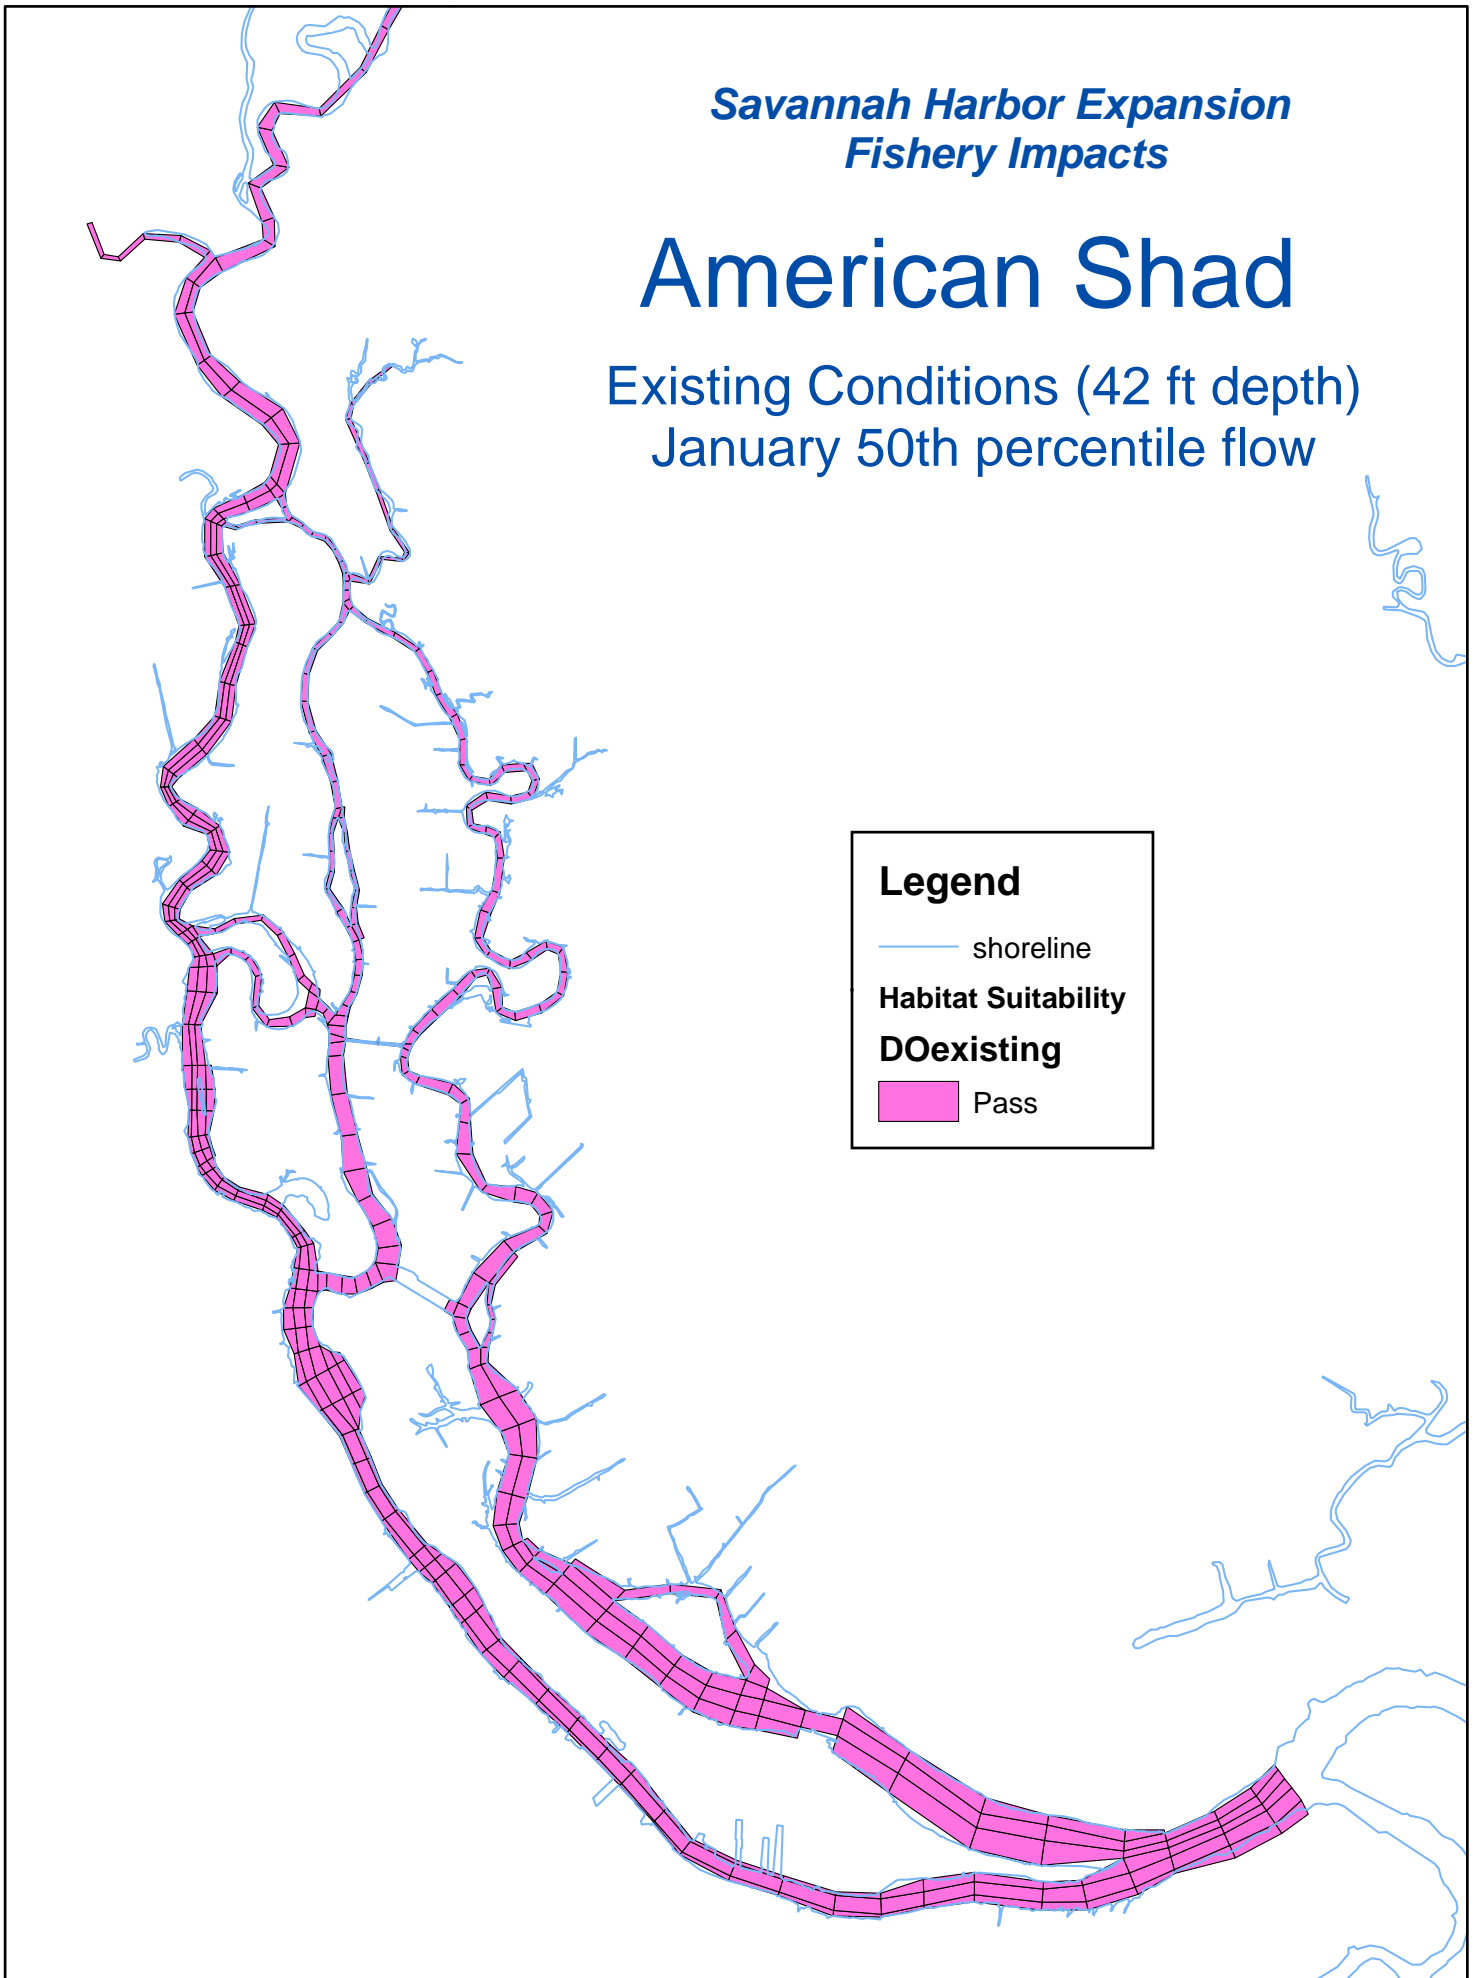 Savannah Harbor Expansion
Fishery Impacts
American Shad
Existing Conditions (42 ft depth)
January 50th percentile flow
Legend
shoreline
Habitat Suitability
DOexisting
Pass